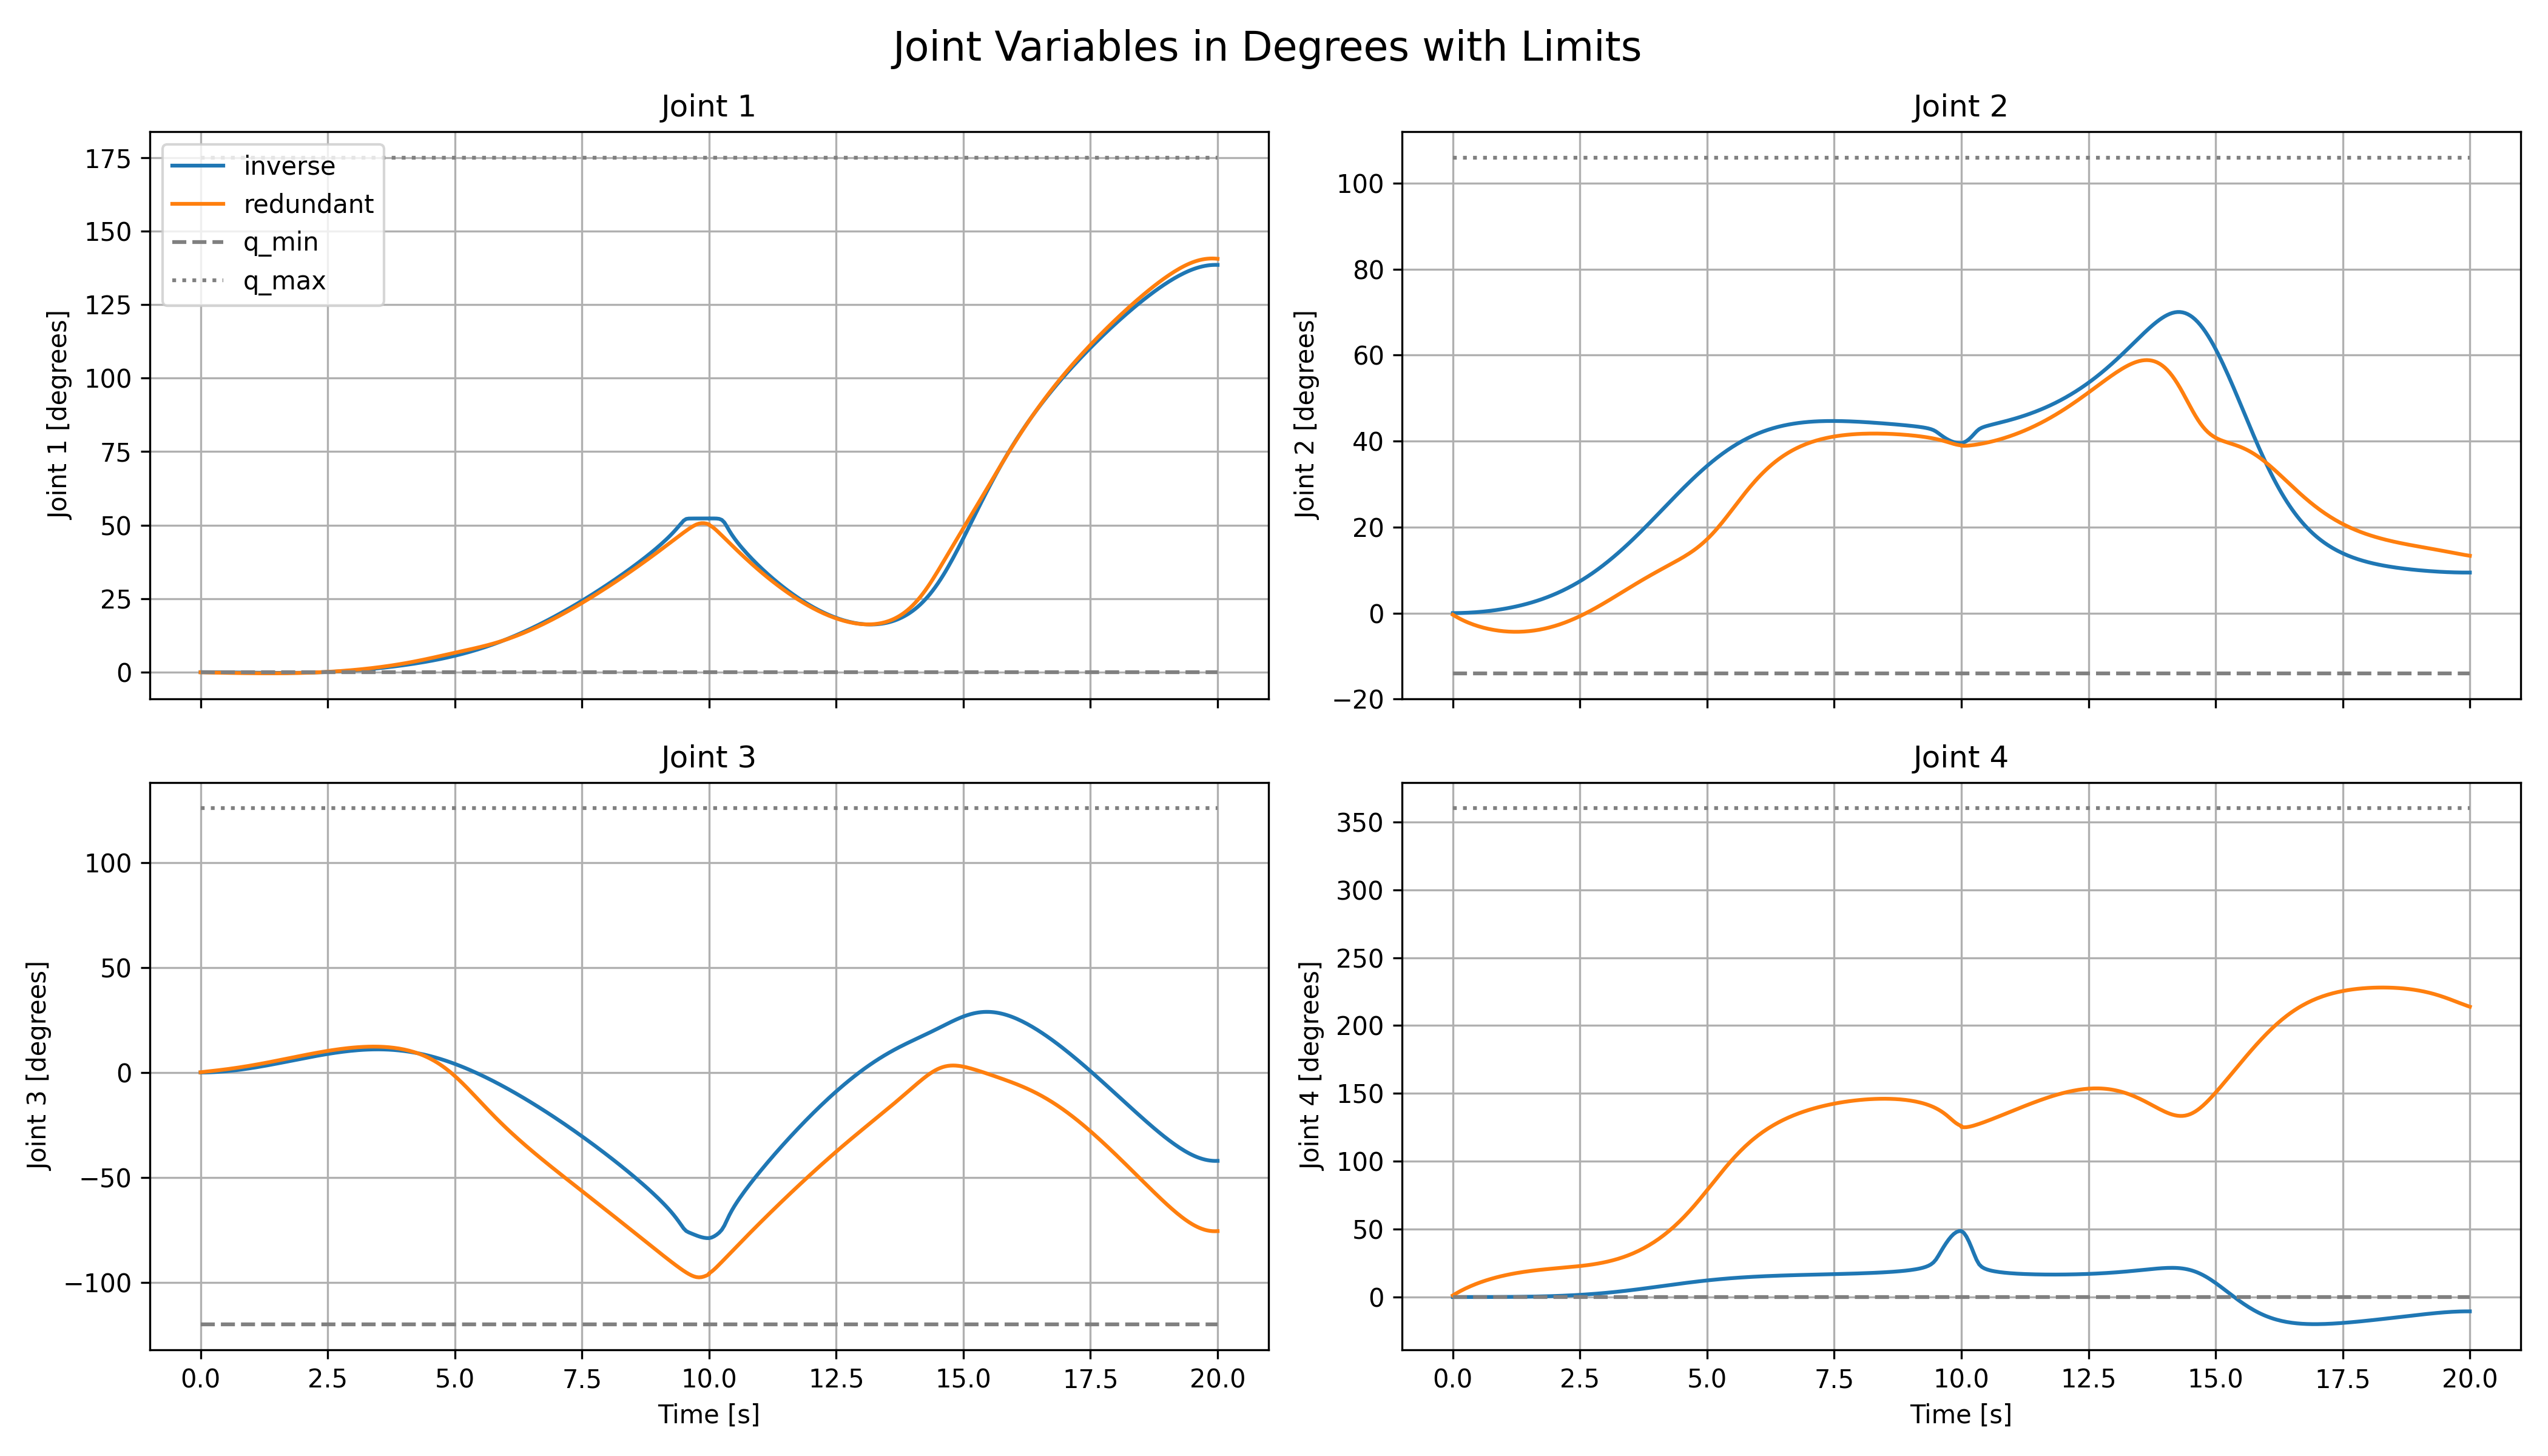 Joint Variables in Degrees with Limits
Joint 1
175
150
125
100
75
50
25
0
Joint 1 [degrees]
inverse
redundant
q_min
q_max
Joint 2
100
80
60
40
20
0
−20
Joint 2 [degrees]
Joint 3
100
50
0
−50
−100
Joint 3 [degrees]
0.0 2.5 5.0 7.5 10.0 12.5 15.0 17.5 20.0
Time [s]
Joint 4
350
300
250
200
150
100
50
0
Joint 4 [degrees]
0.0 2.5 5.0 7.5 10.0 12.5 15.0 17.5 20.0
Time [s]